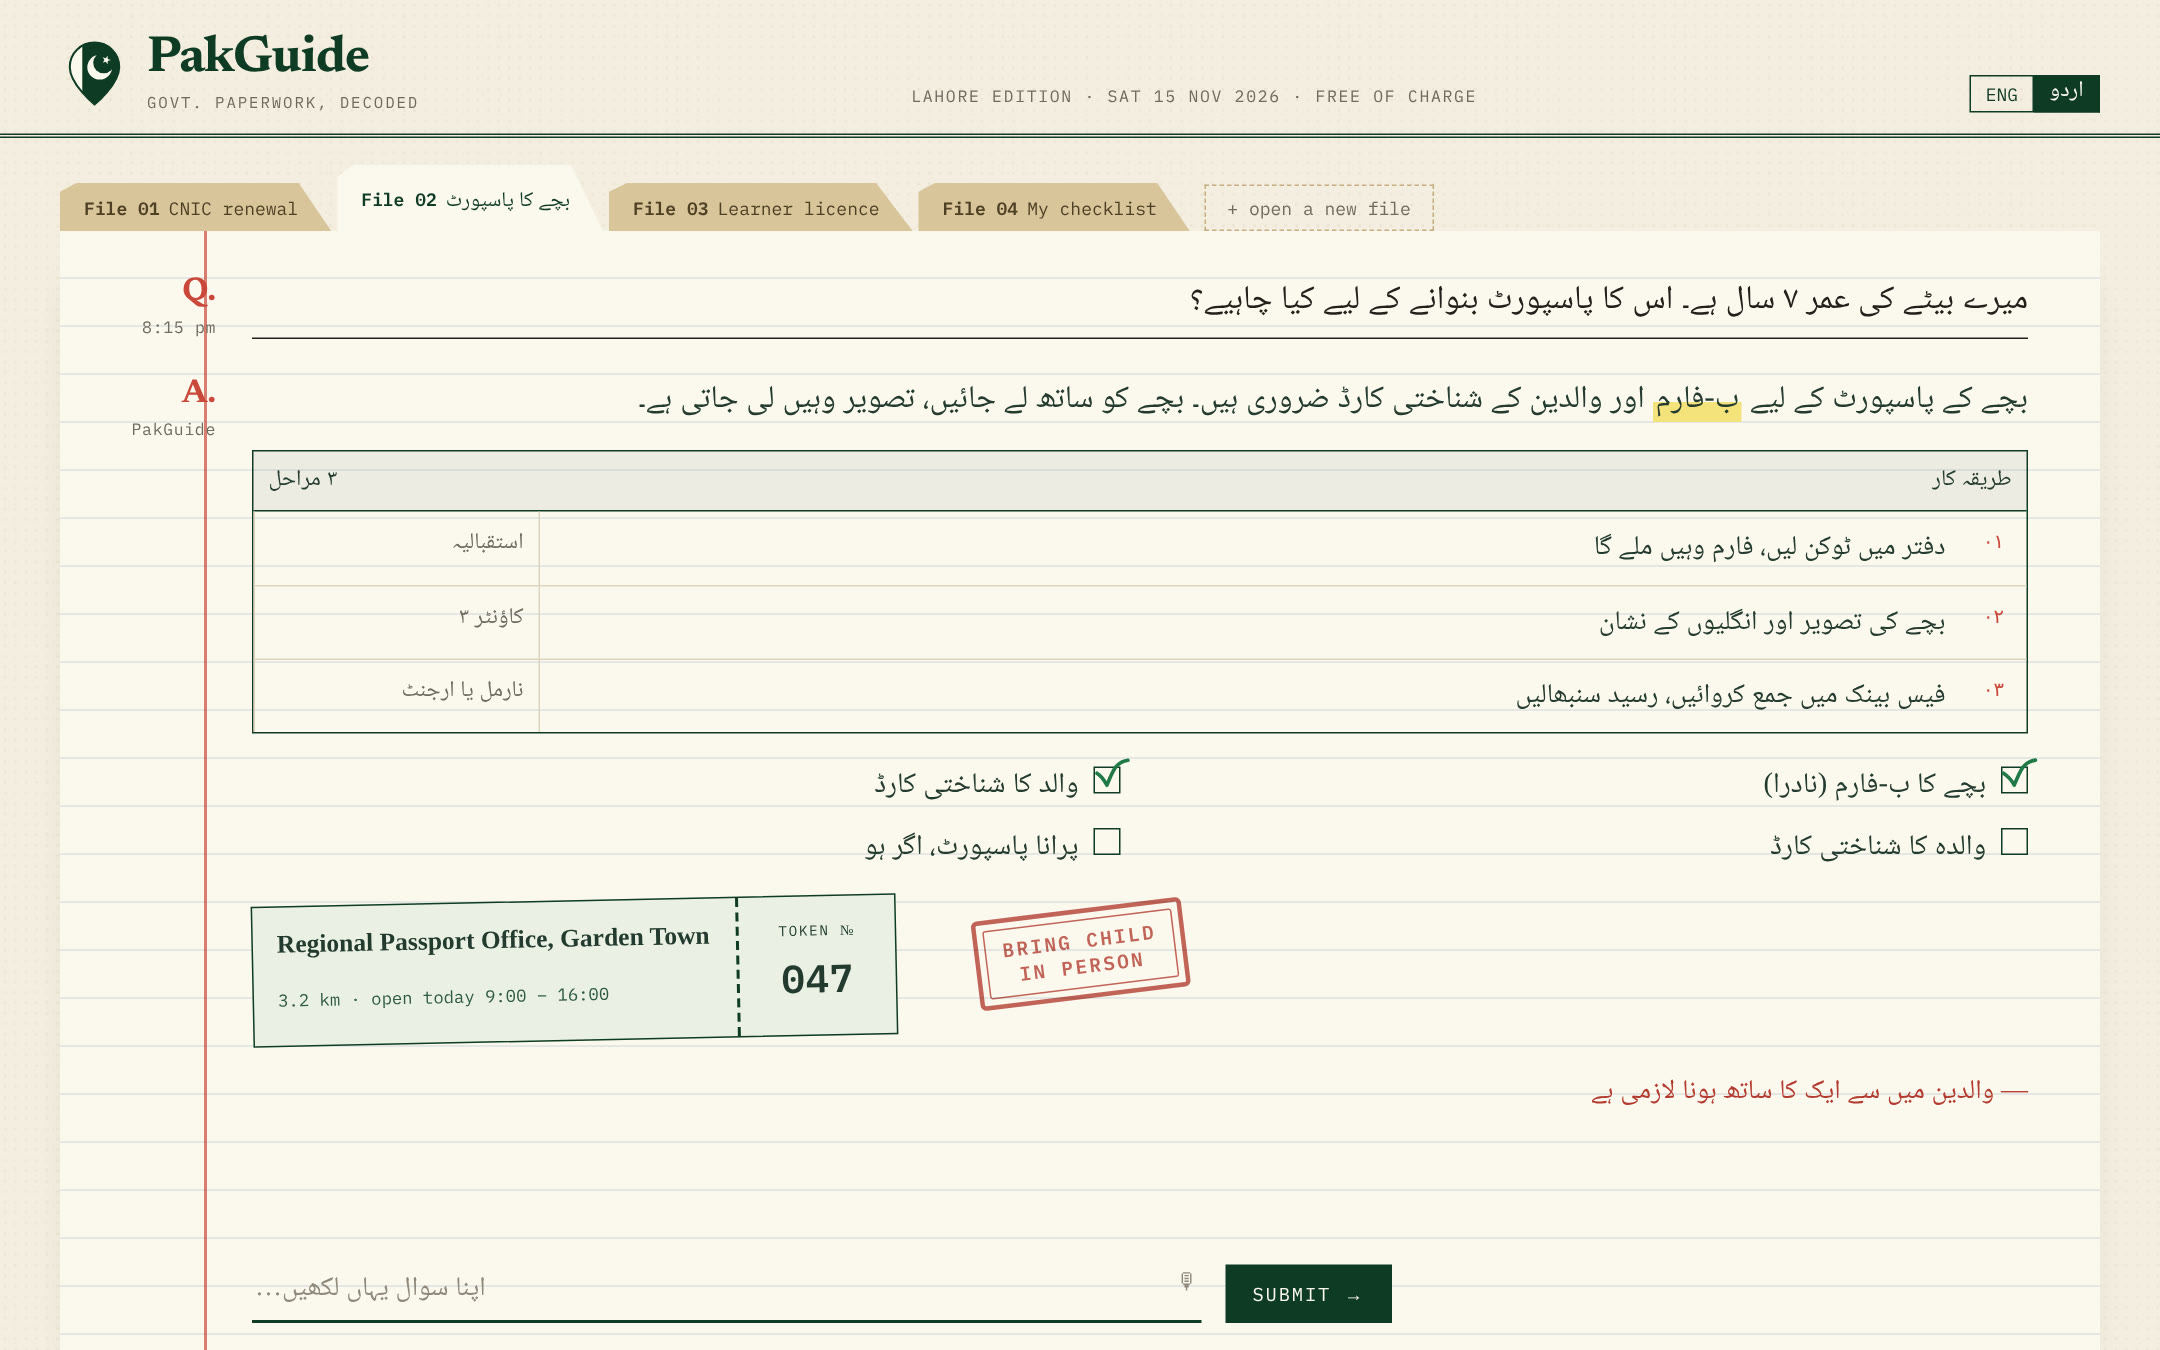 PakGuide
GOVT. PAPERWORK, DECODED
LAHORE EDITION · SAT 15 NOV 2026 · FREE OF CHARGE
ENG
اردو
File 01 CNIC renewal
File 02 بچے کا پاسپورٹ
File 03 Learner licence
File 04 My checklist
+ open a new file
Q.
8:15 pm
میرے بیٹے کی عمر ۷ سال ہے۔ اس کا پاسپورٹ بنوانے کے لیے کیا چاہیے؟
A.
PakGuide
بچے کے پاسپورٹ کے لیے ب-فارم اور والدین کے شناختی کارڈ ضروری ہیں۔ بچے کو ساتھ لے جائیں، تصویر وہیں لی جاتی ہے۔
طریقہ کار
۳ مراحل
۰۱ دفتر میں ٹوکن لیں، فارم وہیں ملے گا
استقبالیہ
۰۲ بچے کی تصویر اور انگلیوں کے نشان
کاؤنٹر ۳
۰۳ فیس بینک میں جمع کروائیں، رسید سنبھالیں
نارمل یا ارجنٹ
بچے کا ب-فارم (نادرا)
والد کا شناختی کارڈ
والدہ کا شناختی کارڈ
پرانا پاسپورٹ، اگر ہو
Regional Passport Office, Garden Town
3.2 km · open today 9:00 – 16:00
TOKEN №
047
BRING CHILD
IN PERSON
— والدین میں سے ایک کا ساتھ ہونا لازمی ہے
اپنا سوال یہاں لکھیں…
SUBMIT →